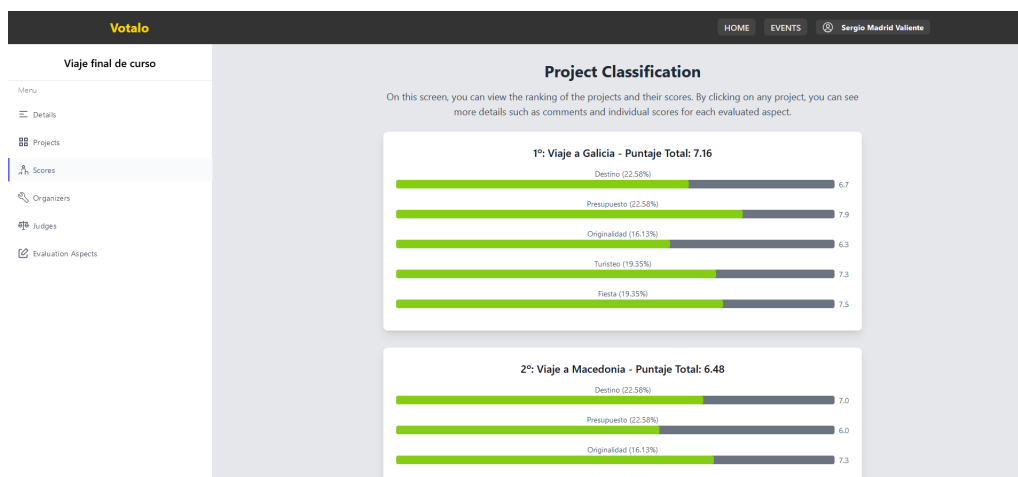 Votalo
HOME EVENTS Sergio Madrid Valiente
Viaje final de curso
Menu
Details
Projects
Scores
Organizers
Judges
Evaluation Aspects
Project Classification
On this screen, you can view the ranking of the projects and their scores. By clicking on any project, you can see
more details such as comments and individual scores for each evaluated aspect.
1º: Viaje a Galicia - Puntaje Total: 7.16
Destino (22.58%)
6.7
Presupuesto (22.58%)
7.9
Originalidad (16.13%)
6.3
Turisteo (19.35%)
7.3
Fiesta (19.35%)
7.5
2º: Viaje a Macedonia - Puntaje Total: 6.48
Destino (22.58%)
7.0
Presupuesto (22.58%)
6.0
Originalidad (16.13%)
7.3